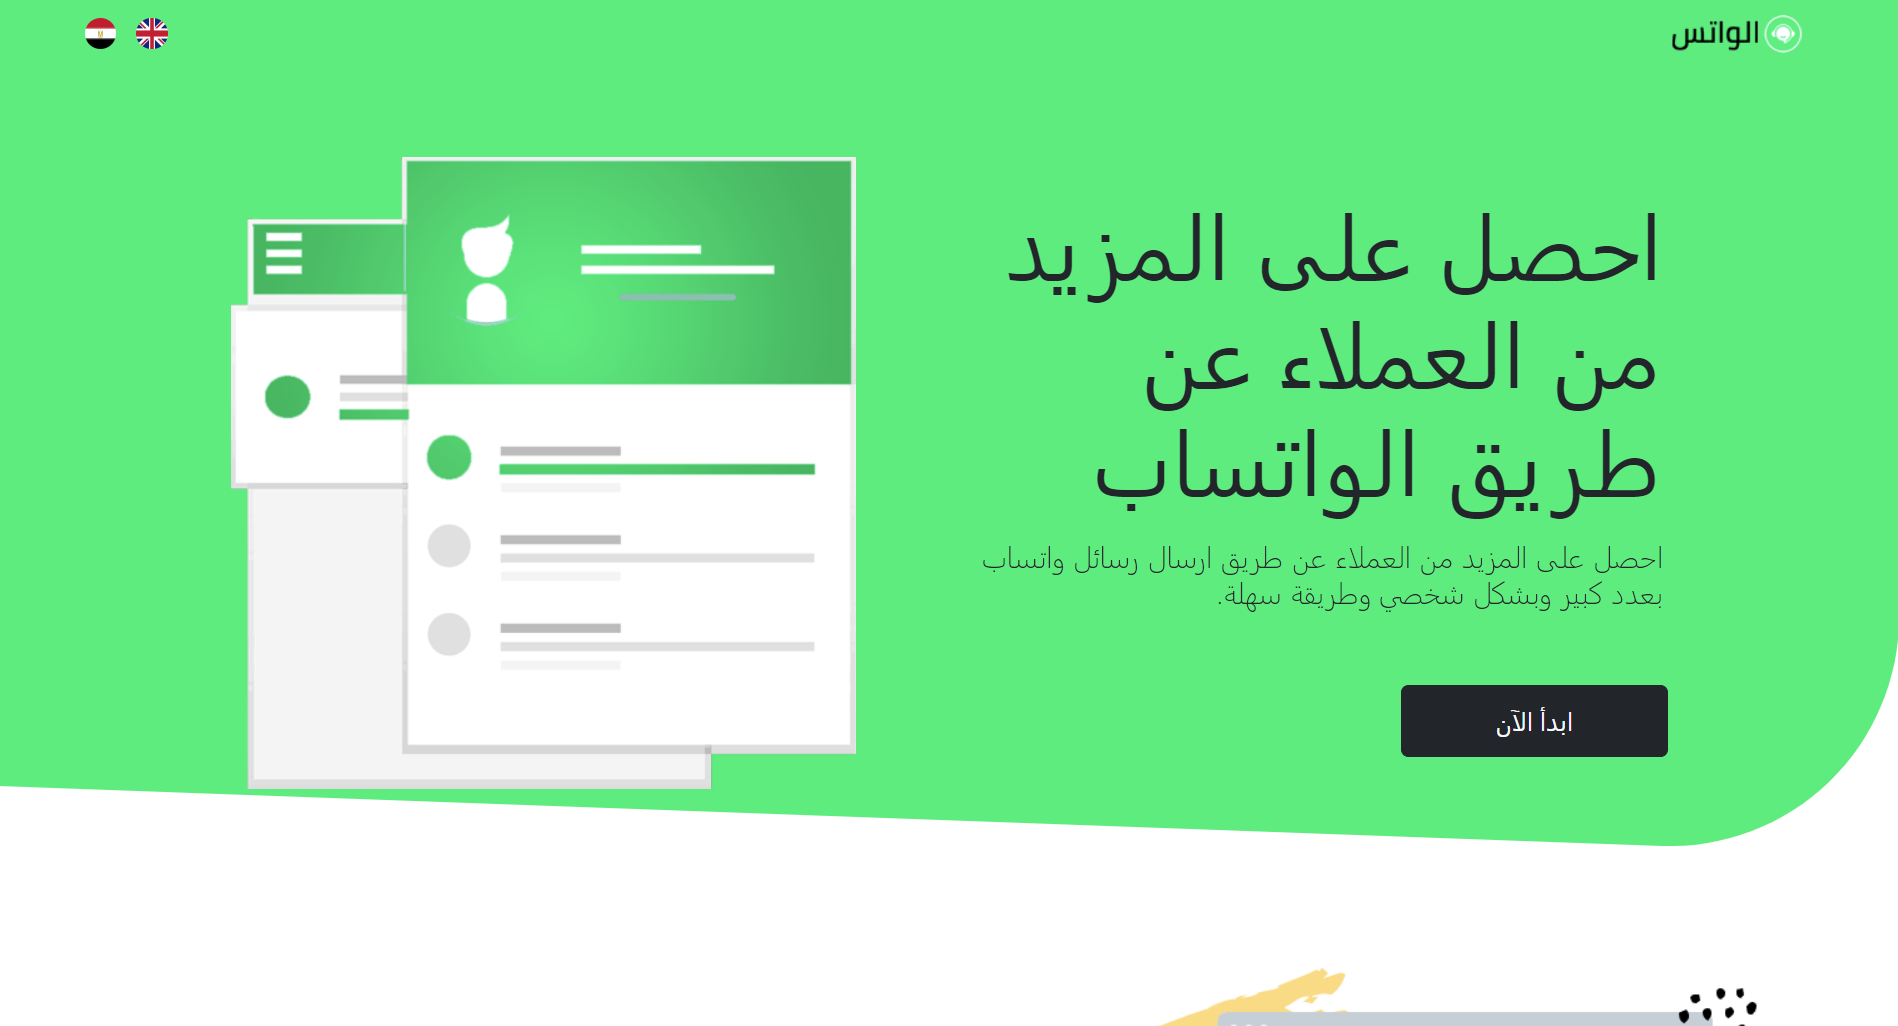 الواتس
احصل على المزيد
من العملاء عن
طريق الواتساب
احصل على المزيد من العملاء عن طريق ارسال رسائل واتساب
بعدد كبير وبشكل شخصي وطريقة سهلة.
ابدأ الآن